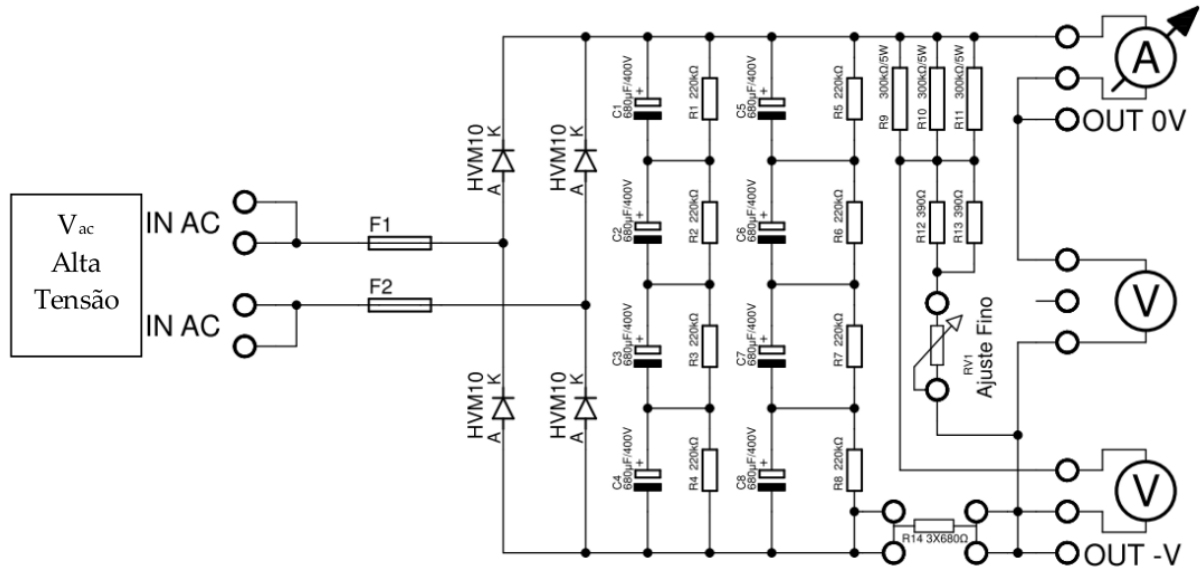 Vac
Alta
Tensão
IN AC
IN AC
F1
F2
HVM10
A
K
HVM10
A
K
HVM10
A
K
HVM10
A
K
C1
680µF/400V
+
R1 220kΩ
C2
680µF/400V
+
R2 220kΩ
C3
680µF/400V
+
R3 220kΩ
C4
680µF/400V
+
R4 220kΩ
C5
680µF/400V
+
R5 220kΩ
C6
680µF/400V
+
R6 220kΩ
C7
680µF/400V
+
R7 220kΩ
C8
680µF/400V
+
R8 220kΩ
R9 300kΩ/5W
R10 300kΩ/5W
R11 300kΩ/5W
R12 390Ω
R13 390Ω
RV1
Ajuste Fino
R14 3X680Ω
A
OUT 0V
V
V
OUT -V